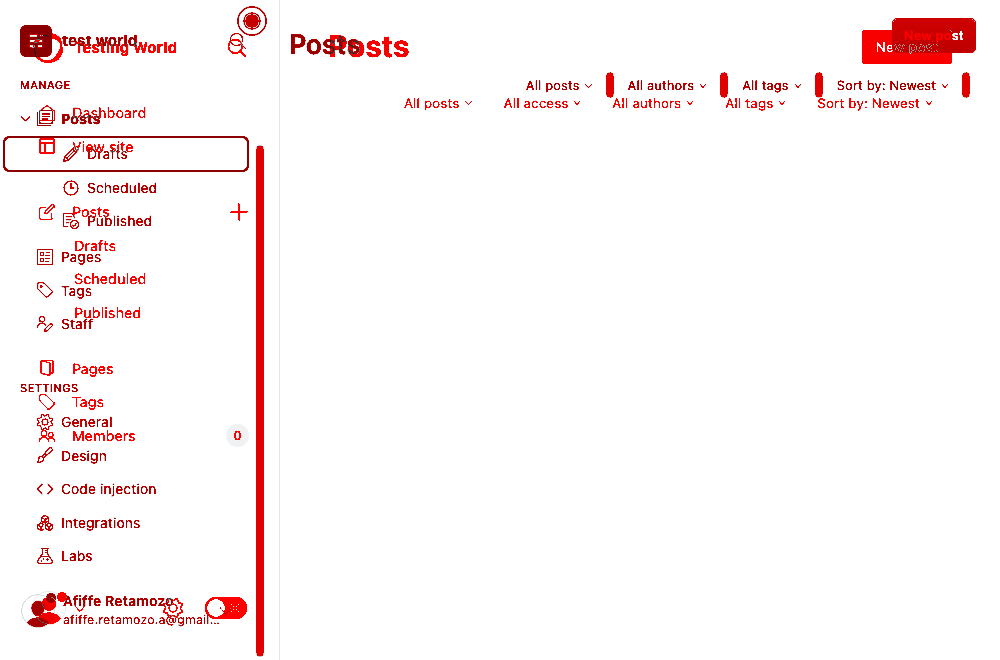 test world
Testing World
Posts
Posts
New post
New post
MANAGE
All posts
All authors
All tags
Sort by: Newest
All posts
All access
All authors
All tags
Sort by: Newest
Dashboard
Posts
View site
Drafts
Scheduled
Posts
Published
Drafts
Pages
Scheduled
Tags
Published
Staff
Pages
SETTINGS
Tags
General
Members
0
Design
Code injection
Integrations
Labs
Afiffe Retamozo
afiffe.retamozo.a@gmail...